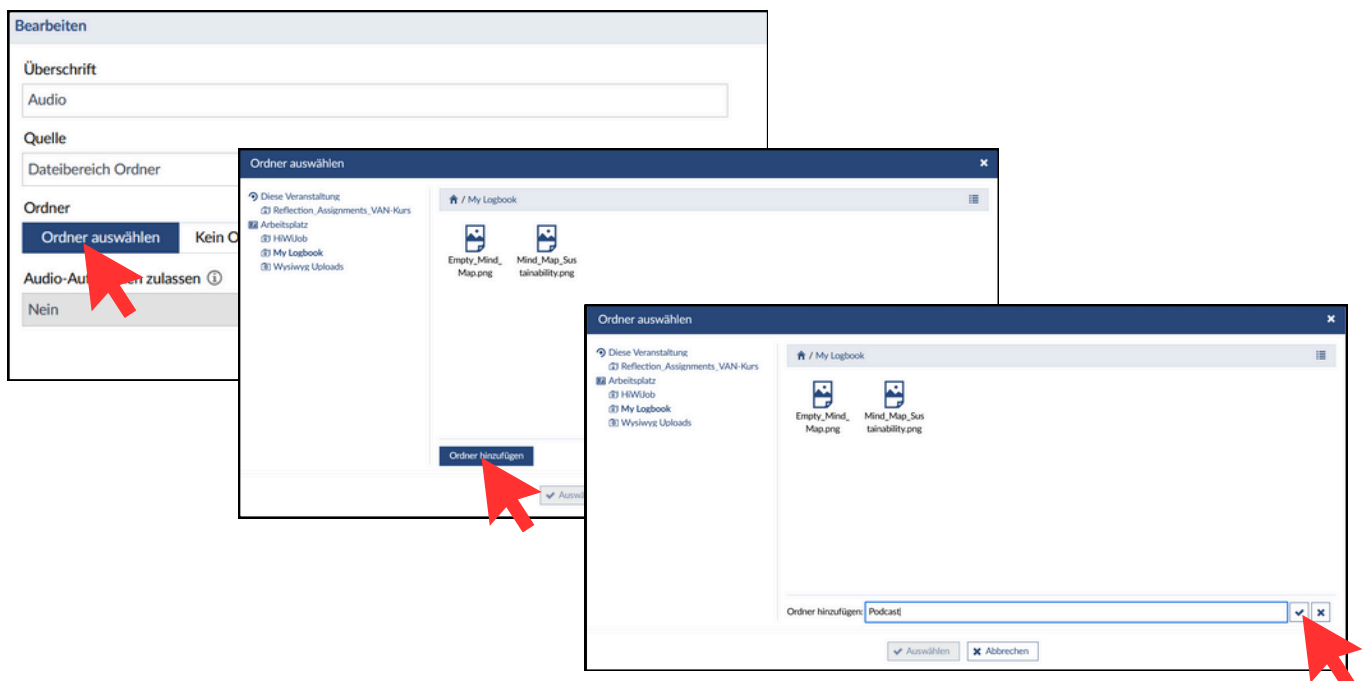 Bearbeiten
Überschrift
Audio
Quelle
Dateibereich Ordner
Ordner
Ordner auswählen Kein
zulassen
Nein
Ordner auswählen
Diese Veranstaltung
Reflection_Assignments_VAN-Kurs
Arbeitsplatz
HiWiJob
My Logbook
Wysiwyg Uploads
/ My Logbook
Empty_Mind_
Map.png
Mind_Map_Sus
tainability.png
Ordner hinzufügen
Ordner auswählen
Diese Veranstaltung
Reflection_Assignments_VAN-Kurs
Arbeitsplatz
HiWiJob
My Logbook
Wysiwyg Uploads
/ My Logbook
Empty_Mind_
Map.png
Mind_Map_Sus
tainability.png
Ordner hinzufügen: Podcast
Auswählen Abbrechen